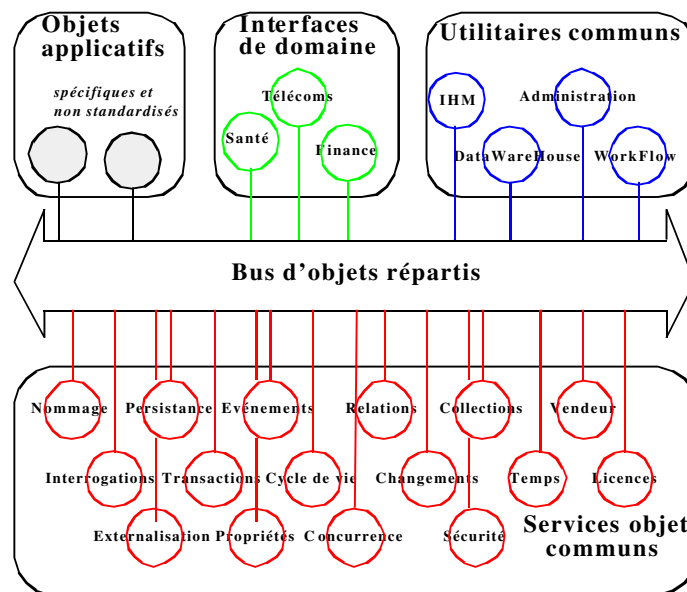 Objets
applicatifs
spécifiques et
non standardisés
Interfaces
de domaine
Télécoms
Santé
Finance
Utilitaires communs
IHM
Administration
DataWareHouse
WorkFlow
Bus d'objets répartis
Nommage
Persistance
Evénements
Relations
Collections
Vendeur
Interrogations
Transactions
Cycle de vie
Changements
Temps
Licences
Externalisation
Propriétés
Concurrence
Sécurité
Services objet
communs